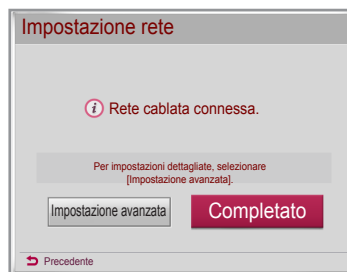 Impostazione rete
Rete cablata connessa.
Per impostazioni dettagliate, selezionare
[Impostazione avanzata].
Impostazione avanzata
Completato
Precedente